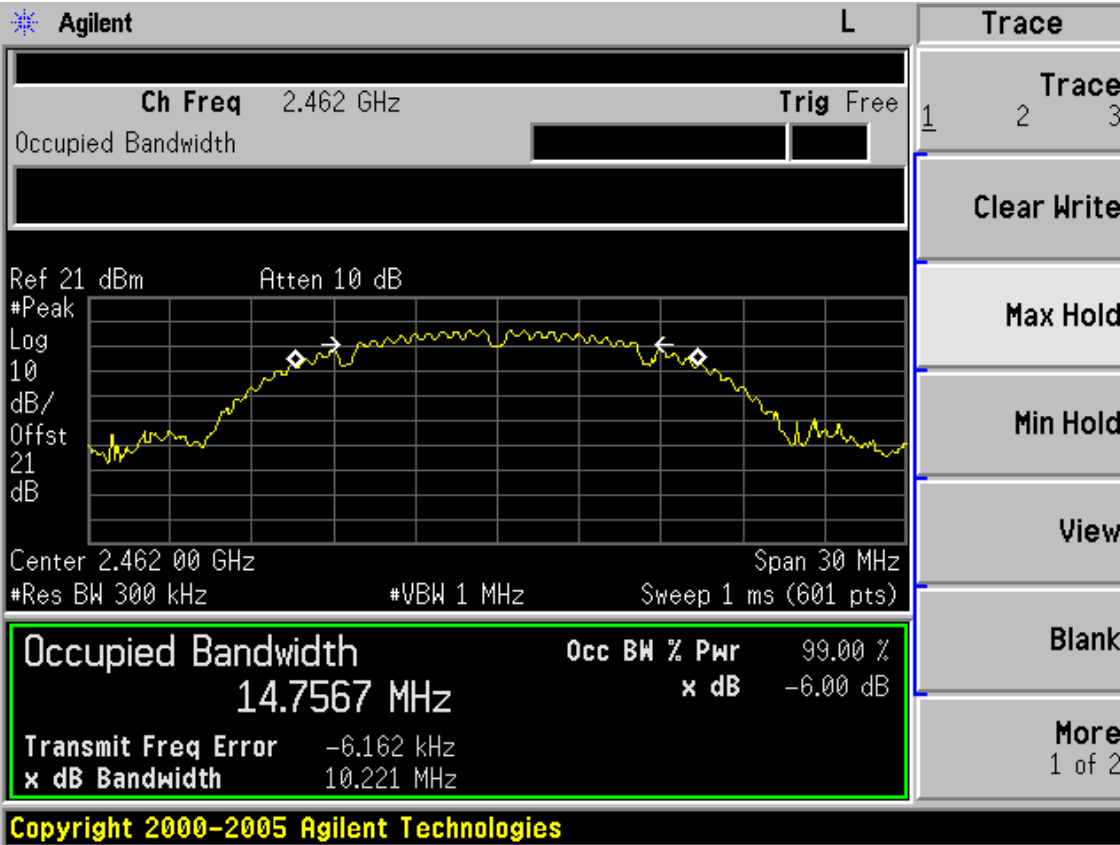 Agilent L Trace
Trace
1 2 3
Ch Freq 2.462 GHz Trig Free
Occupied Bandwidth
Clear Write
Ref 21 dBm Atten 10 dB
#Peak
Log
10
dB/
Offst
21
dB
Max Hold
Min Hold
View
Center 2.462 00 GHz Span 30 MHz
#Res BW 300 kHz #VBW 1 MHz Sweep 1 ms (601 pts)
Occupied Bandwidth
14.7567 MHz
Occ BW % Pwr 99.00 %
x dB -6.00 dB
Transmit Freq Error -6.162 kHz
x dB Bandwidth 10.221 MHz
Blank
More
1 of 2
Copyright 2000-2005 Agilent Technologies